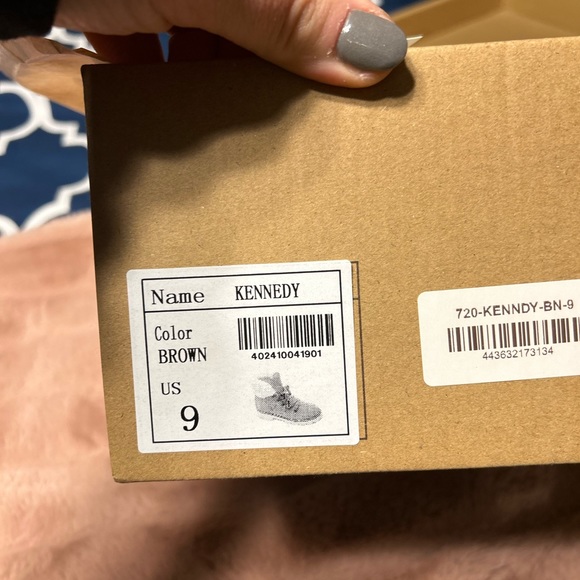 Name KENNEDY
Color
BROWN
402410041901
US
9
720-KENNDY-BN-9
443632173134